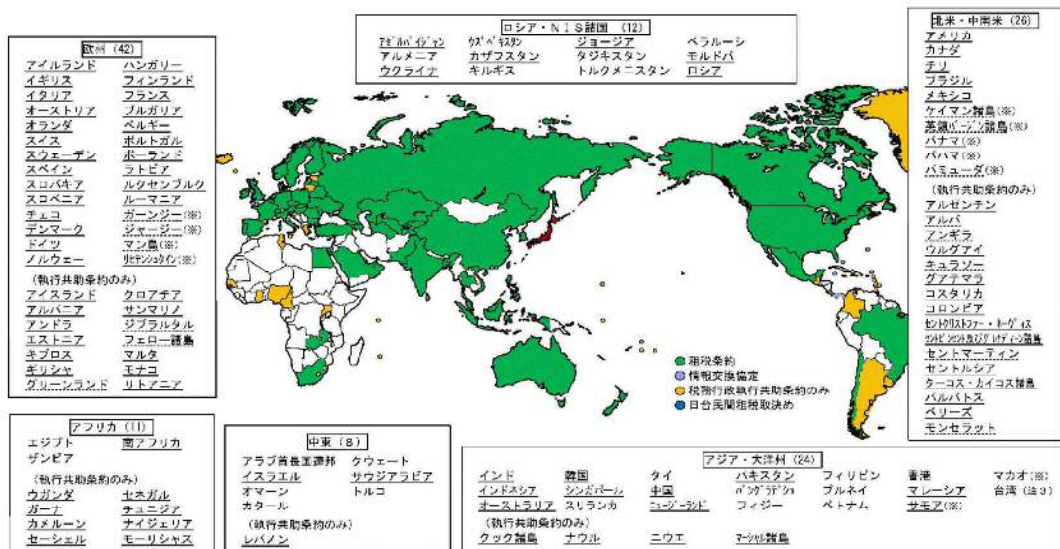 欧州 (42)
アイルランド ハンガリー
イギリス フィンランド
イタリア フランス
オーストリア ブルガリア
オランダ ベルギー
スイス ポルトガル
スウェーデン ポーランド
スペイン ラトビア
スロバキア ルクセンブルク
スロベニア ルーマニア
チェコ ガーンジー(※)
デンマーク ジャージー(※)
ドイツ マン島(※)
ノルウェー リヒテンシュタイン(※)
(執行共助条約のみ)
アイスランド クロアチア
アルバニア サンマリノ
アンドラ ジブラルタル
エストニア フェロー諸島
キプロス マルタ
ギリシャ モナコ
グリーンランド リトアニア
ロシア・NIS諸国 (12)
アゼルバイジャン ウズベキスタン ジョージア ベラルーシ
アルメニア カザフスタン タジキスタン モルドバ
ウクライナ キルギス トルクメニスタン ロシア
北米・中南米 (26)
アメリカ
カナダ
チリ
ブラジル
メキシコ
ケイマン諸島(※)
英領バージン諸島(※)
パナマ(※)
バハマ(※)
バミューダ(※)
(執行共助条約のみ)
アルゼンチン
アルバ
アンギラ
ウルグアイ
キュラソー
グアテマラ
コスタリカ
コロンビア
セントクリストファー・ネーヴィス
セントビンセント及びグレナディーン諸島
セントマーティン
セントルシア
タークス・カイコス諸島
バルバドス
ベリーズ
モンセラット
租税条約
情報交換協定
税務行政執行共助条約のみ
日台民間租税取決め
アフリカ (11)
エジプト 南アフリカ
ザンビア
(執行共助条約のみ)
ウガンダ セネガル
ガーナ チュニジア
カメルーン ナイジェリア
セーシェル モーリシャス
中東 (8)
アラブ首長国連邦 クウェート
イスラエル サウジアラビア
オマーン トルコ
カタール
(執行共助条約のみ)
レバノン
アジア・大洋州 (24)
インド 韓国 タイ パキスタン フィリピン 香港 マカオ(※)
インドネシア シンガポール 中国 バングラデシュ ブルネイ マレーシア 台湾 (注3)
オーストラリア スリランカ ニュージーランド フィジー ベトナム サモア(※)
(執行共助条約のみ)
クック諸島 ナウル ニウエ マーシャル諸島